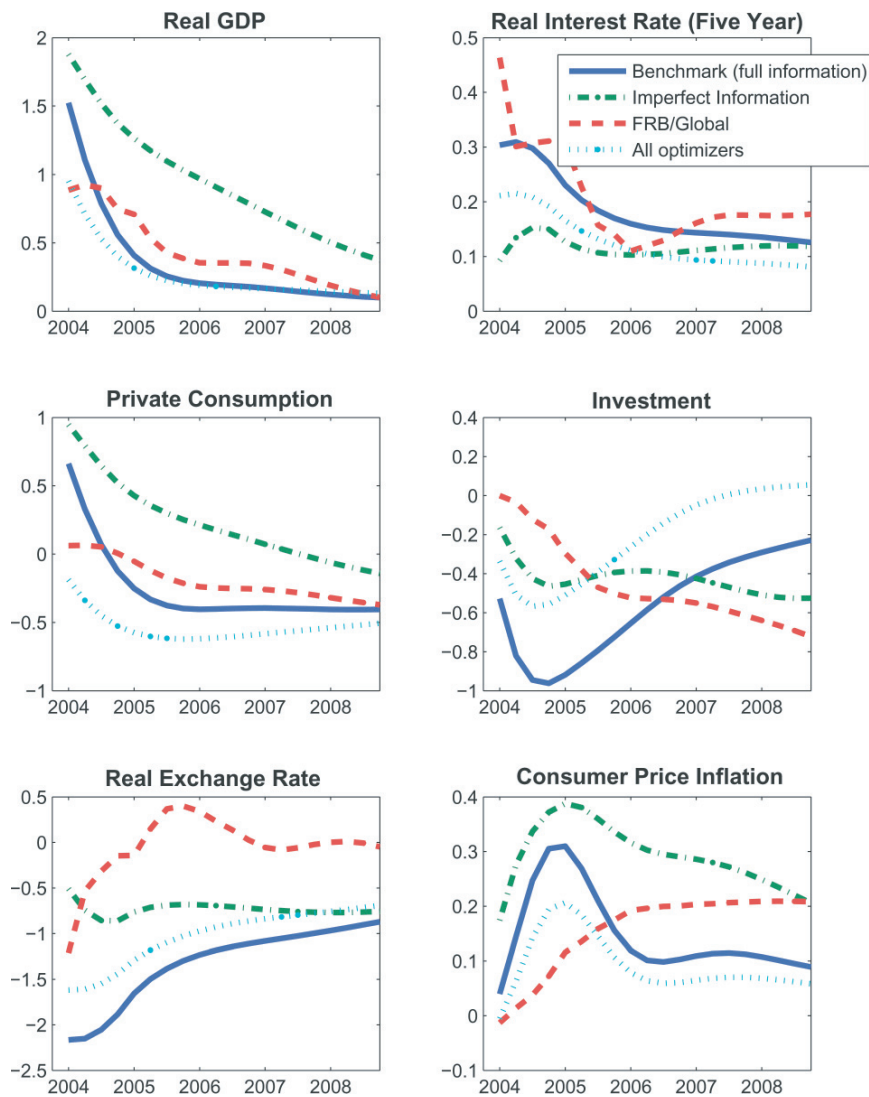 Real GDP
2
1.5
1
0.5
0
2004 2005 2006 2007 2008
Real Interest Rate (Five Year)
0.5
0.4
0.3
0.2
0.1
0
2004 2005 2006 2007 2008
Benchmark (full information)
Imperfect Information
FRB/Global
All optimizers
Private Consumption
1
0.5
0
−0.5
−1
2004 2005 2006 2007 2008
Investment
0.4
0.2
0
−0.2
−0.4
−0.6
−0.8
−1
2004 2005 2006 2007 2008
Real Exchange Rate
0.5
0
−0.5
−1
−1.5
−2
−2.5
2004 2005 2006 2007 2008
Consumer Price Inflation
0.4
0.3
0.2
0.1
0
−0.1
2004 2005 2006 2007 2008